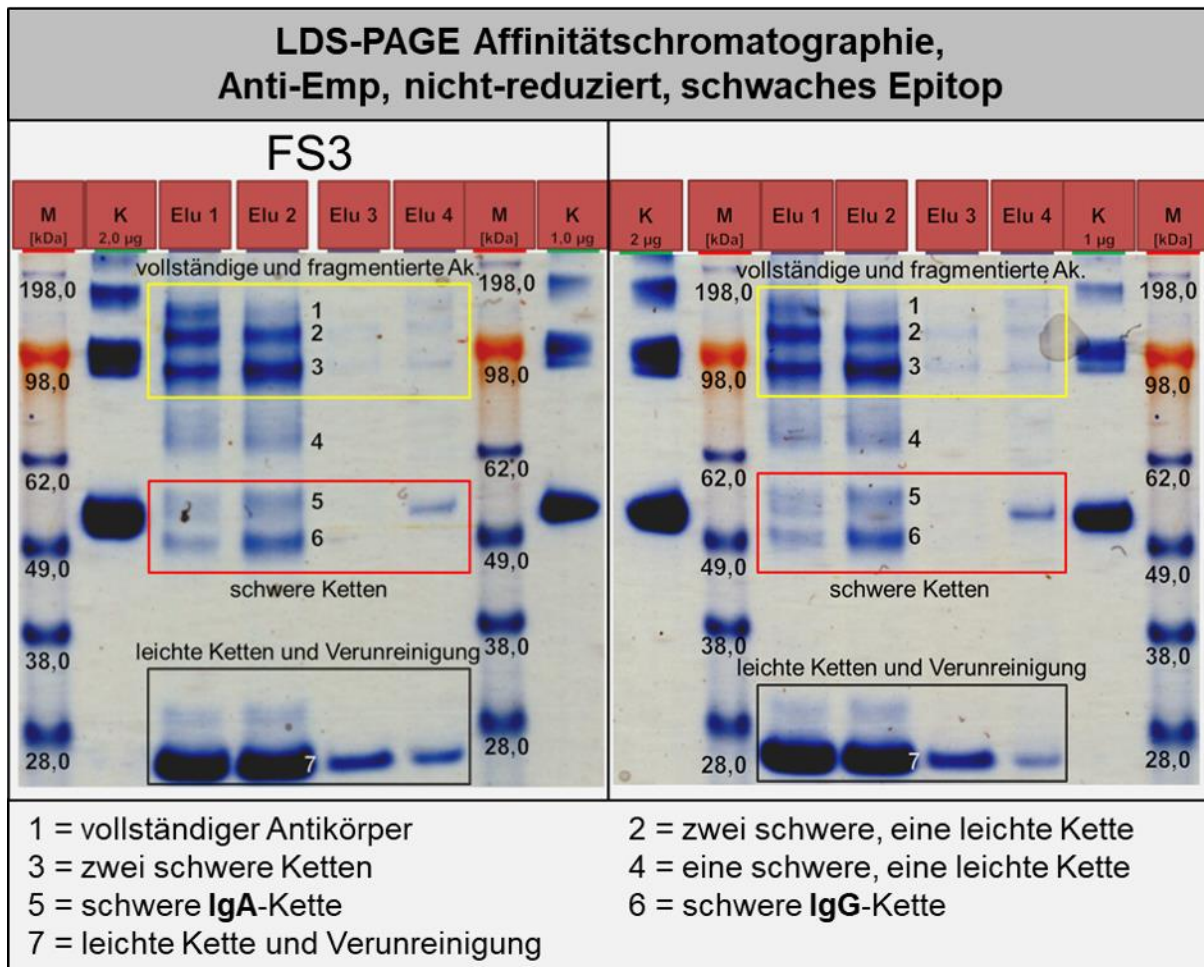 LDS-PAGE Affinitätschromatographie,
Anti-Emp, nicht-reduziert, schwaches Epitop
FS3
M K Elu 1 Elu 2 Elu 3 Elu 4 M K
[kDa] 2,0 µg [kDa] 1,0 µg
K M Elu 1 Elu 2 Elu 3 Elu 4 K M
2 µg [kDa] 1 µg [kDa]
vollständige und fragmentierte Ak.
198,0 198,0
1
2
98,0 3 98,0
4
62,0 62,0
5
6
49,0 49,0
schwere Ketten
38,0 38,0
leichte Ketten und Verunreinigung
28,0 7 28,0
vollständige und fragmentierte Ak.
198,0 198,0
1
2
98,0 3 98,0
4
62,0 62,0
5
6
49,0 49,0
schwere Ketten
38,0 38,0
leichte Ketten und Verunreinigung
28,0 7 28,0
1 = vollständiger Antikörper
2 = zwei schwere, eine leichte Kette
3 = zwei schwere Ketten
4 = eine schwere, eine leichte Kette
5 = schwere IgA-Kette
6 = schwere IgG-Kette
7 = leichte Kette und Verunreinigung